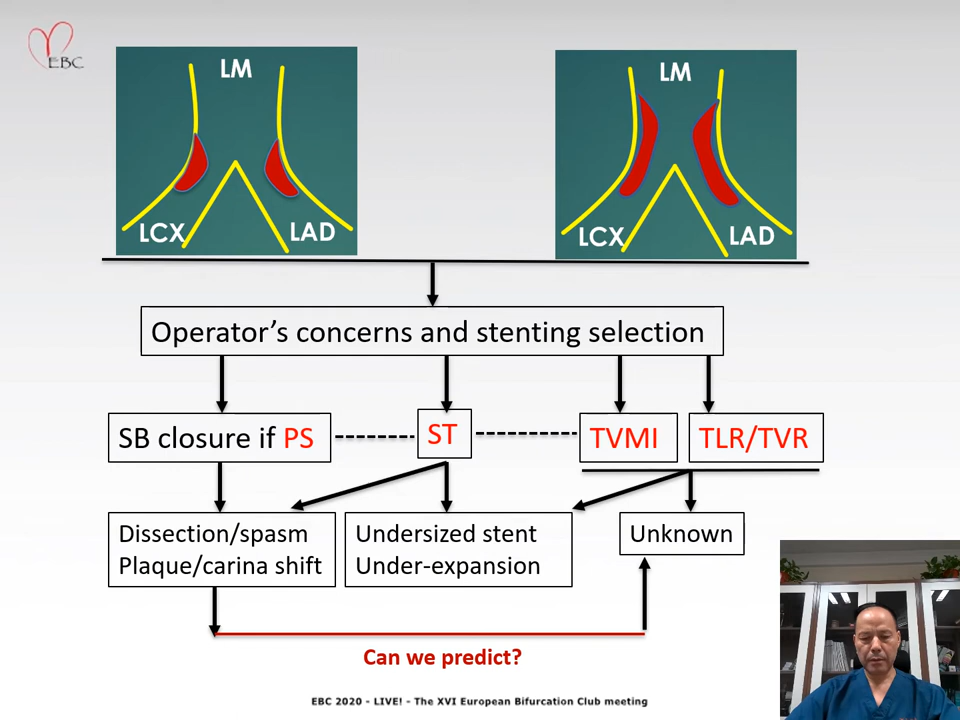 EBC
LM
LCX
LAD
LM
LCX
LAD
Operator's concerns and stenting selection
SB closure if PS
ST
TVMI
TLR/TVR
Dissection/spasm
Plaque/carina shift
Undersized stent
Under-expansion
Unknown
Can we predict?
EBC 2020 - LIVE! - The XVI European Bifurcation Club meeting